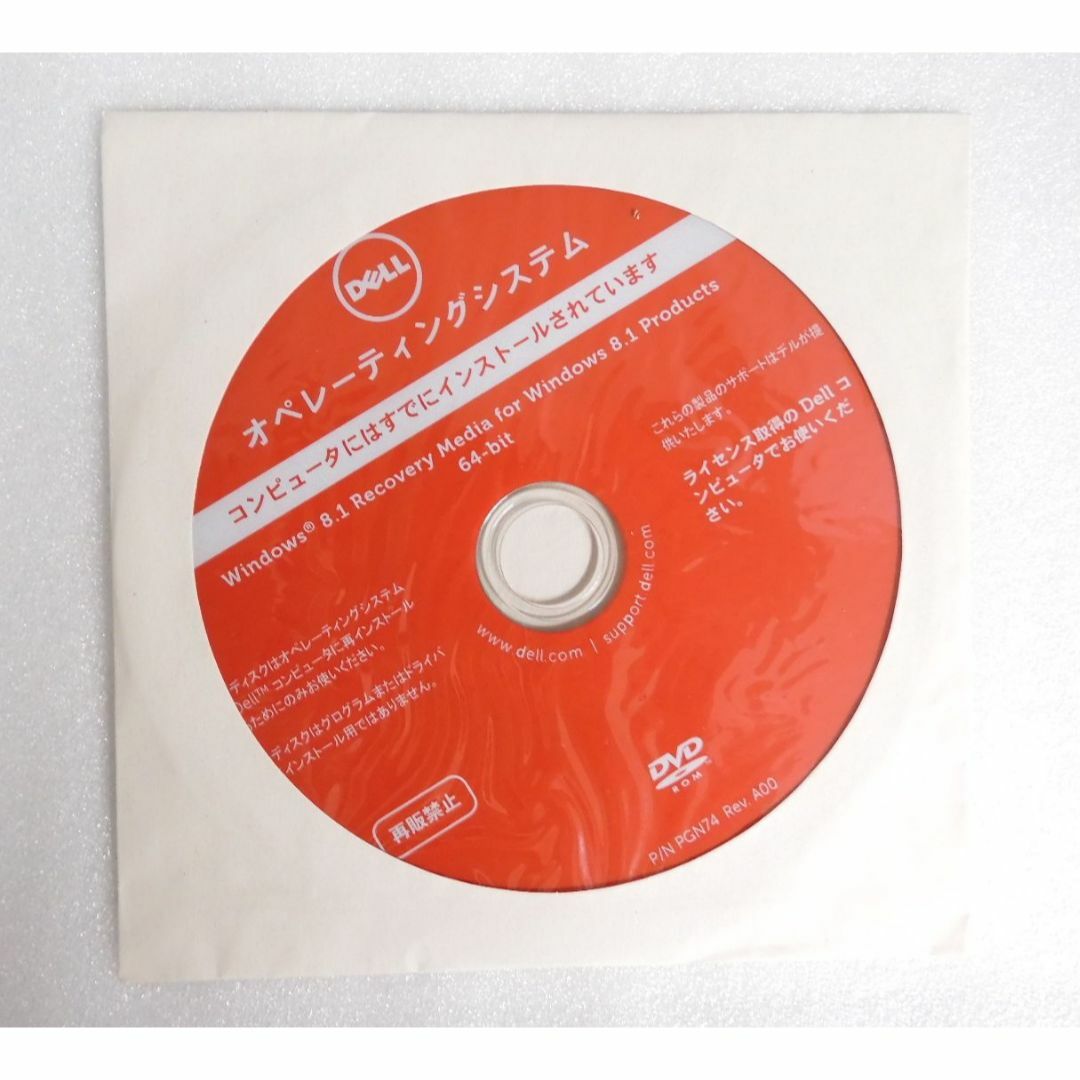 DELL
オペレーティングシステム
コンピュータにはすでにインストールされています
Windows® 8.1 Recovery Media for Windows 8.1 Products
64-bit
これらの製品のサポートはデルが提
供いたします。
ライセンス取得の Dell コ
ンピュータでお使いくだ
さい。
ディスクはオペレーティングシステム
Dell™ コンピュータに再インストール
ためにのみお使いください。
ディスクはグログラムまたはドライバ
インストール用ではありません。
www.dell.com | support.dell.com
再販禁止
DVD
ROM
P/N PGN74 Rev. A00